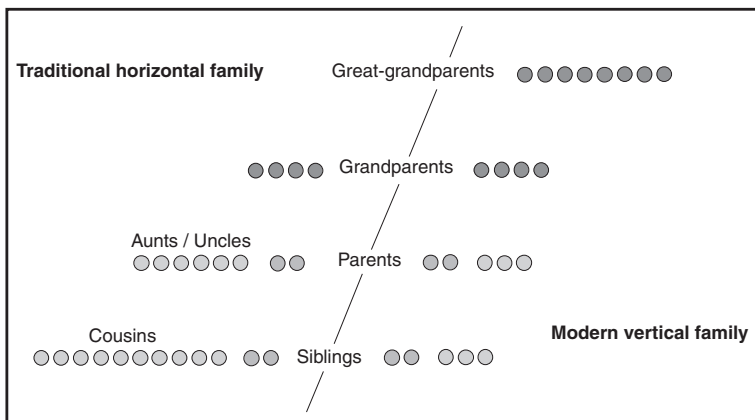 Traditional horizontal family
Great-grandparents
Grandparents
Aunts / Uncles
Parents
Cousins
Siblings
Modern vertical family